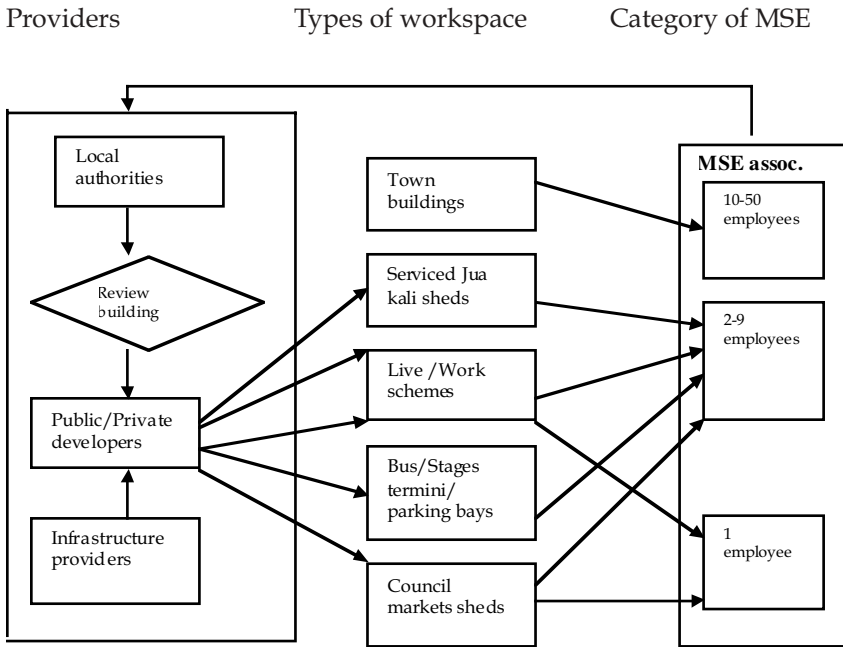 Providers
Types of workspace
Category of MSE
Local
authorities
Review
building
Public/Private
developers
Infrastructure
providers
Town
buildings
Serviced Jua
kali sheds
Live /Work
schemes
Bus/Stages
termini/
parking bays
Council
markets sheds
MSE assoc.
10-50
employees
2-9
employees
1
employee